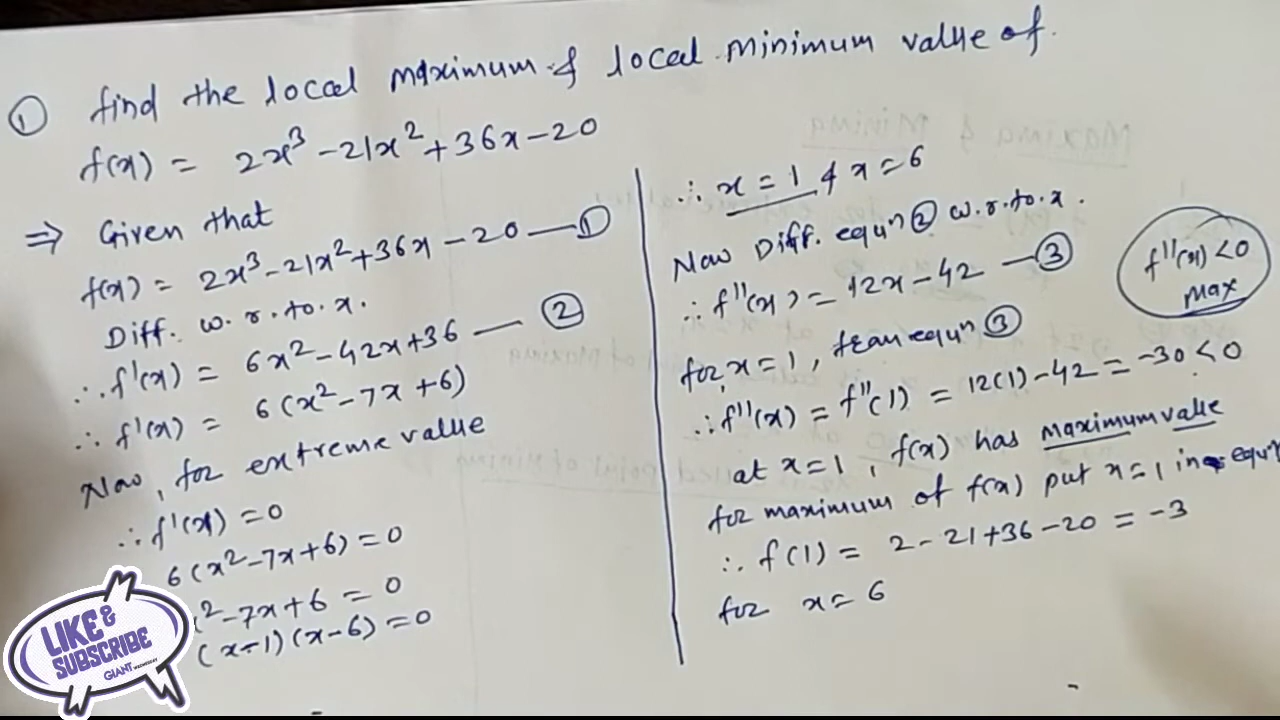 ① find the local maximum & local minimum value of.
f(x) = 2x³ - 21x² + 36x - 20
⇒ Given that
f(x) = 2x³ - 21x² + 36x - 20 — ①
Diff. w.r.to.x.
∴ f'(x) = 6x² - 42x + 36 — ②
∴ f'(x) = 6(x² - 7x + 6)
Now, for extreme value
∴ f'(x) = 0
6(x² - 7x + 6) = 0
x² - 7x + 6 = 0
(x-1)(x-6) = 0
∴ x = 1 & x = 6
Now Diff. equⁿ ② w.r.to.x.
∴ f''(x) = 12x - 42 — ③
f''(x) < 0
Max
for x = 1, from equⁿ ③
∴ f''(x) = f''(1) = 12(1) - 42 = -30 < 0
at x = 1, f(x) has maximum value
for maximum of f(x) put x = 1 in equⁿ
∴ f(1) = 2 - 21 + 36 - 20 = -3
for x = 6
LIKE &
SUBSCRIBE
GIANT
Maxima & Minima